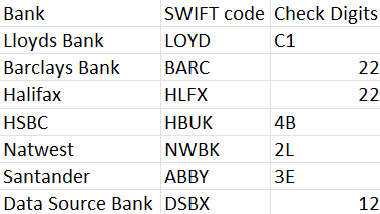 Bank SWIFT code Check Digits
Lloyds Bank LOYD C1
Barclays Bank BARC 22
Halifax HLFX 22
HSBC HBUK 4B
Natwest NWBK 2L
Santander ABBY 3E
Data Source Bank DSBX 12